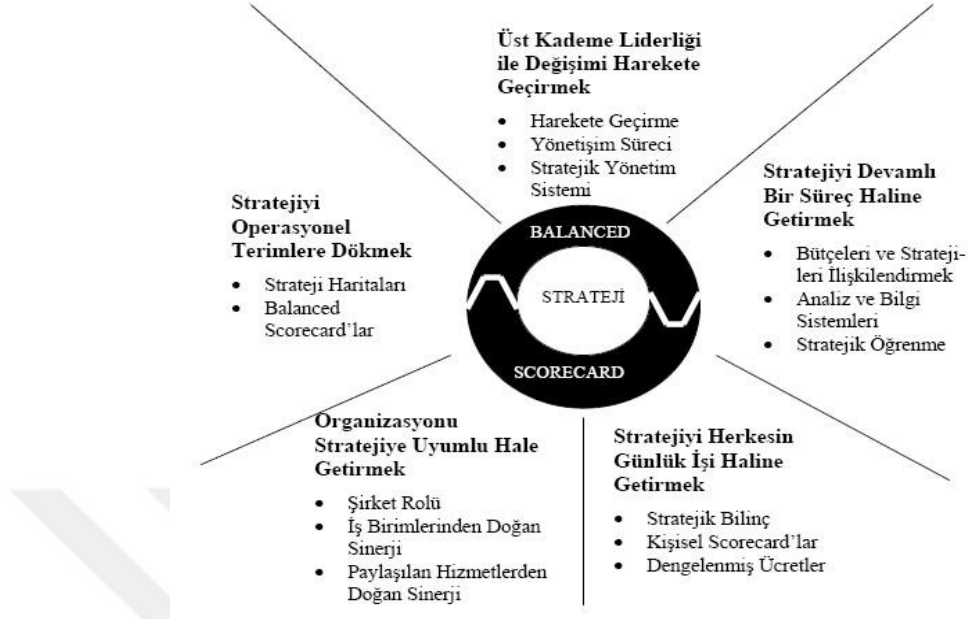 Üst Kademe Liderliği
ile Değişimi Harekete
Geçirmek
• Harekete Geçirme
• Yönetişim Süreci
• Stratejik Yönetim
Sistemi
Stratejiyi
Operasyonel
Terimlere Dökmek
• Strateji Haritaları
• Balanced
Scorecard’lar
BALANCED
STRATEJİ
SCORECARD
Stratejiyi Devamlı
Bir Süreç Haline
Getirmek
• Bütçeleri ve Strateji-
leri İlişkilendirmek
• Analiz ve Bilgi
Sistemleri
• Stratejik Öğrenme
Organizasyonu
Stratejiye Uyumlu Hale
Getirmek
• Şirket Rolü
• İş Birimlerinden Doğan
Sinerji
• Paylaşılan Hizmetlerden
Doğan Sinerji
Stratejiyi Herkesin
Günlük İşi Haline
Getirmek
• Stratejik Bilinç
• Kişisel Scorecard’lar
• Dengelenmiş Ücretler